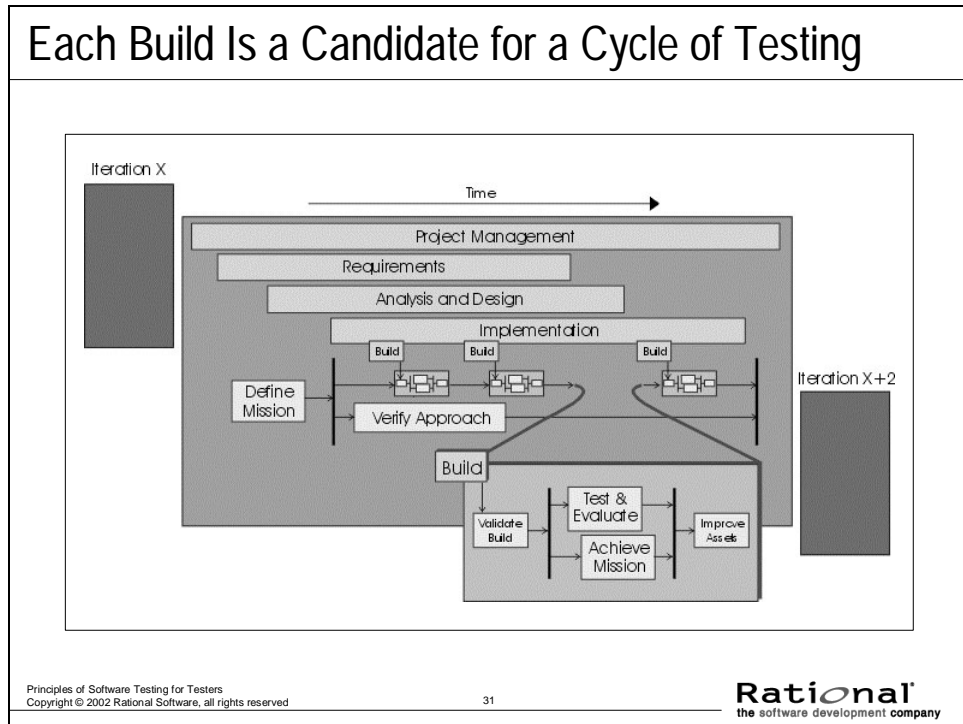 Each Build Is a Candidate for a Cycle of Testing
Iteration X
Time
Project Management
Requirements
Analysis and Design
Implementation
Build
Build
Build
Define
Mission
Verify Approach
Iteration X+2
Build
Validate
Build
Test &
Evaluate
Achieve
Mission
Improve
Assets
Principles of Software Testing for Testers
Copyright © 2002 Rational Software, all rights reserved
31
Rational
the software development company